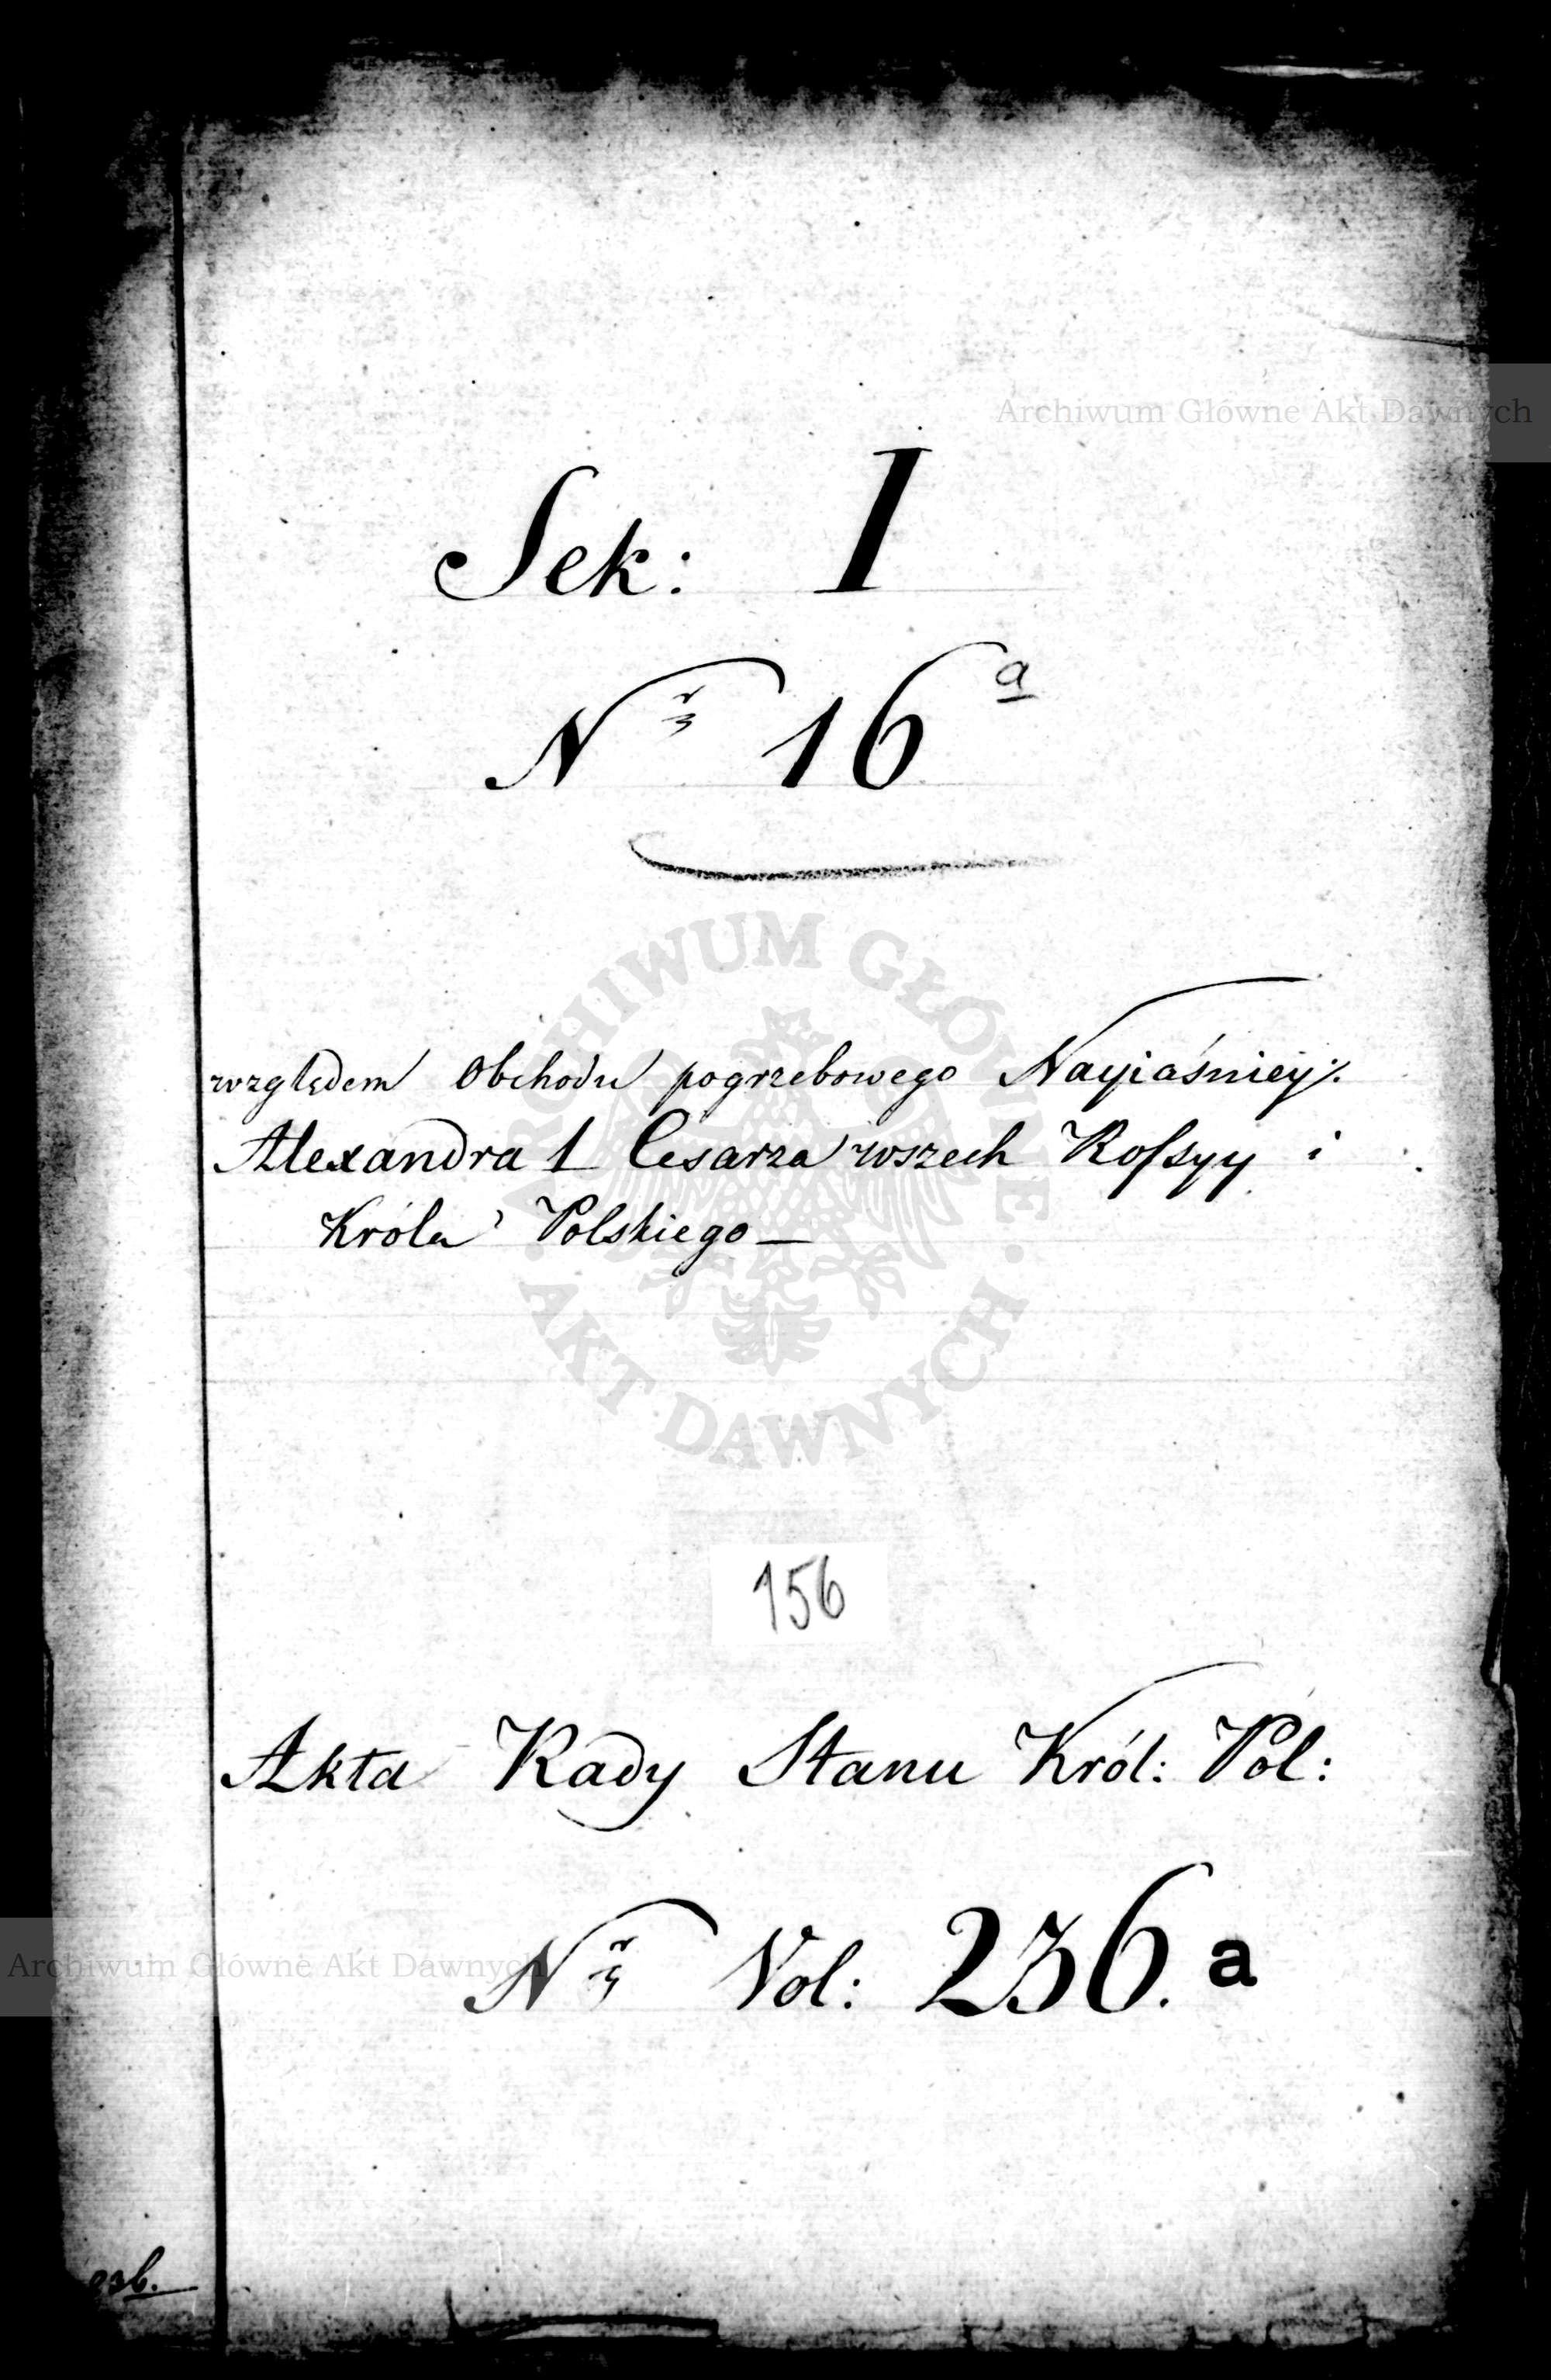 Archiwum Główne Akt Dawnych
Sek: I
Nr 16 a
ARCHIWUM GŁÓWNE
względem Obchodu pogrzebowego Nayiaśniey:
Alexandra 1 Cesarza wszech Rossyy i
Króla Polskiego —
AKT DAWNYCH
156
Akta Rady Stanu Król: Pol:
Archiwum Główne Akt Dawnych
Nr Vol: 236. a
236.